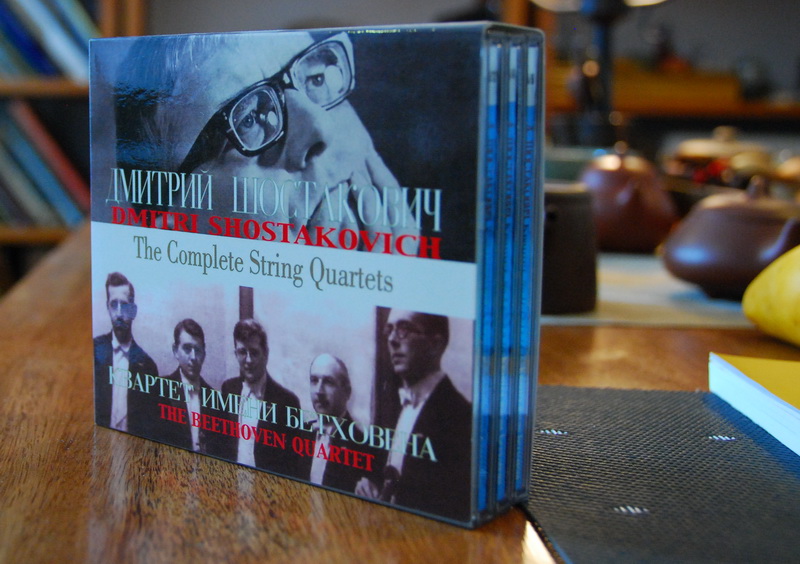 ДМИТРИЙ ШОСТАКОВИЧ
DMITRI SHOSTAKOVICH
The Complete String Quartets
КВАРТЕТ ИМЕНИ БЕТХОВЕНА
THE BEETHOVEN QUARTET